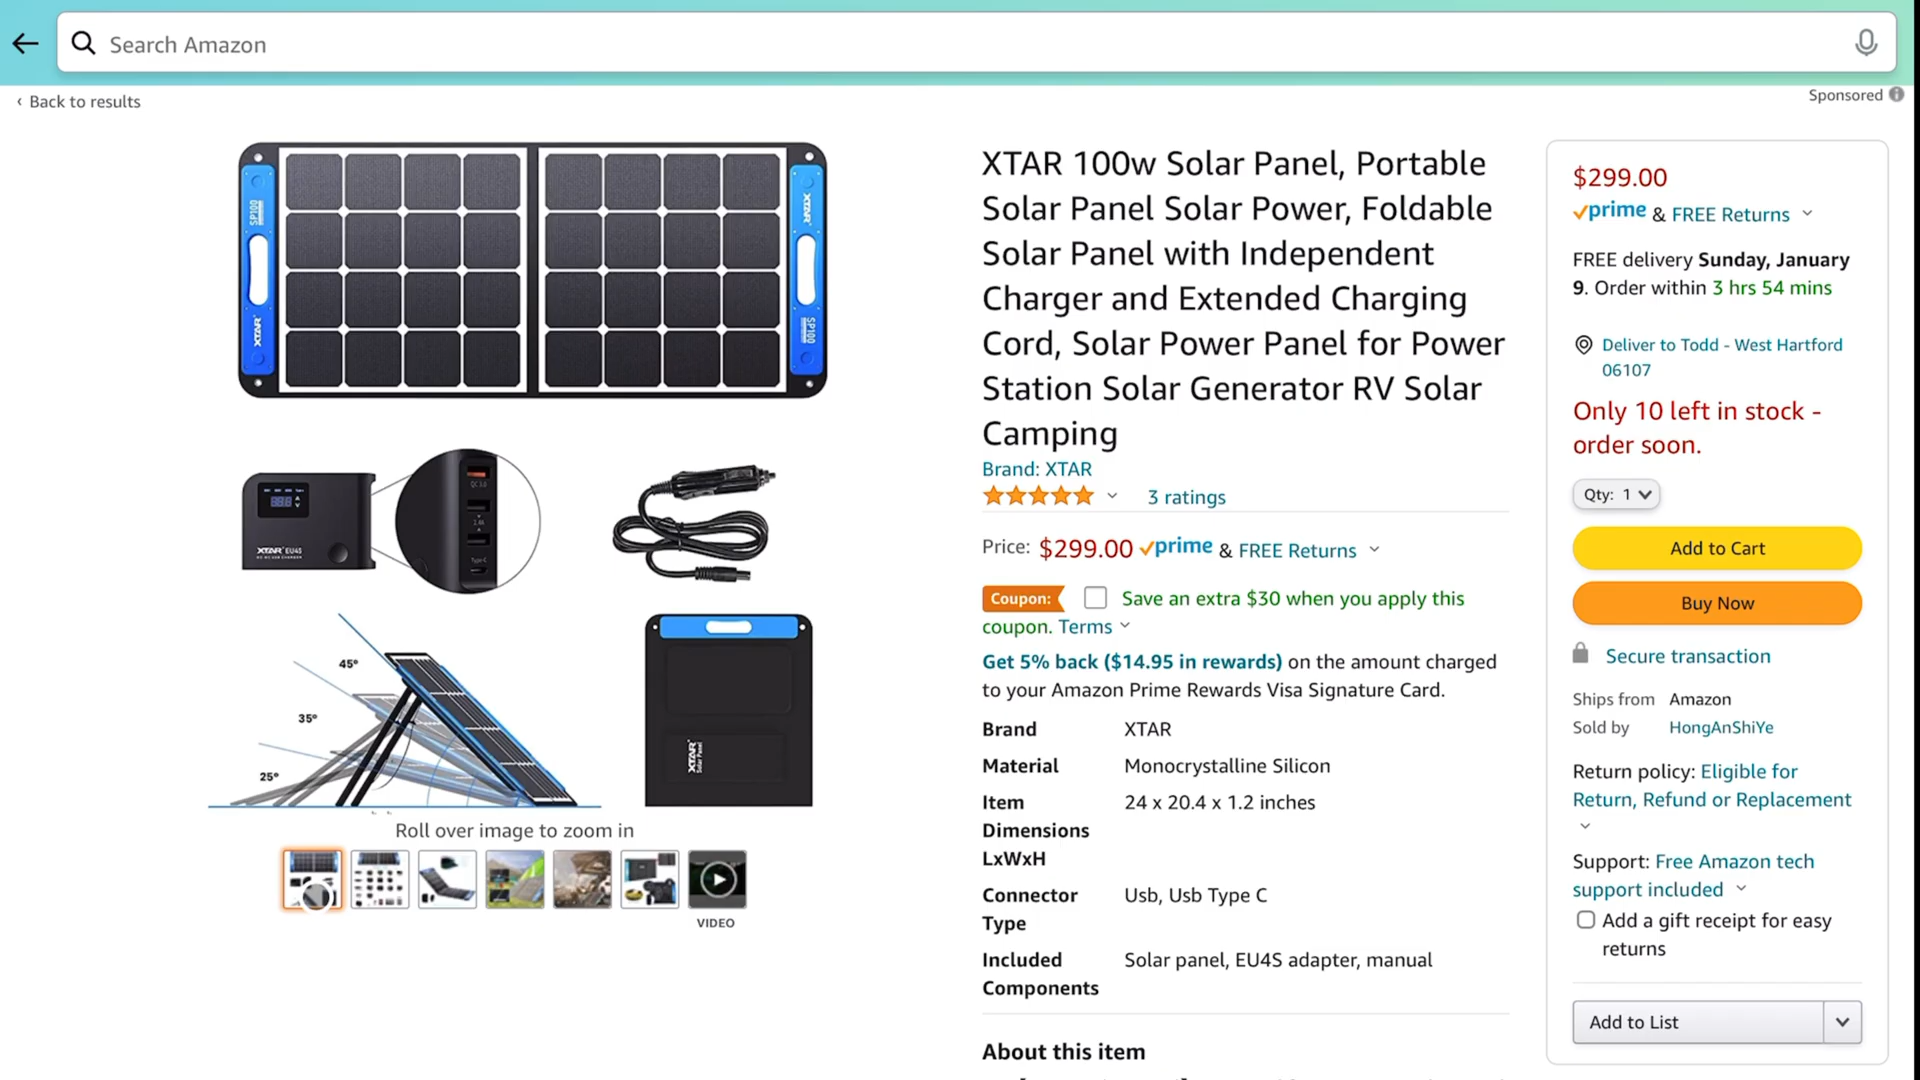 Search Amazon
‹ Back to results
Sponsored
SP100
XTAR
XTAR
SP100
XTAR EU4S
QC3.0
2.4A
Type-C
45°
35°
25°
XTAR
Solar Panel
Roll over image to zoom in
VIDEO
XTAR 100w Solar Panel, Portable
Solar Panel Solar Power, Foldable
Solar Panel with Independent
Charger and Extended Charging
Cord, Solar Power Panel for Power
Station Solar Generator RV Solar
Camping
Brand: XTAR
3 ratings
Price: $299.00 prime & FREE Returns
Coupon: Save an extra $30 when you apply this
coupon. Terms
Get 5% back ($14.95 in rewards) on the amount charged
to your Amazon Prime Rewards Visa Signature Card.
Brand XTAR
Material Monocrystalline Silicon
Item 24 x 20.4 x 1.2 inches
Dimensions
LxWxH
Connector Usb, Usb Type C
Type
Included Solar panel, EU4S adapter, manual
Components
About this item
$299.00
prime & FREE Returns
FREE delivery Sunday, January
9. Order within 3 hrs 54 mins
Deliver to Todd - West Hartford
06107
Only 10 left in stock -
order soon.
Qty: 1
Add to Cart
Buy Now
Secure transaction
Ships from Amazon
Sold by HongAnShiYe
Return policy: Eligible for
Return, Refund or Replacement
Support: Free Amazon tech
support included
Add a gift receipt for easy
returns
Add to List